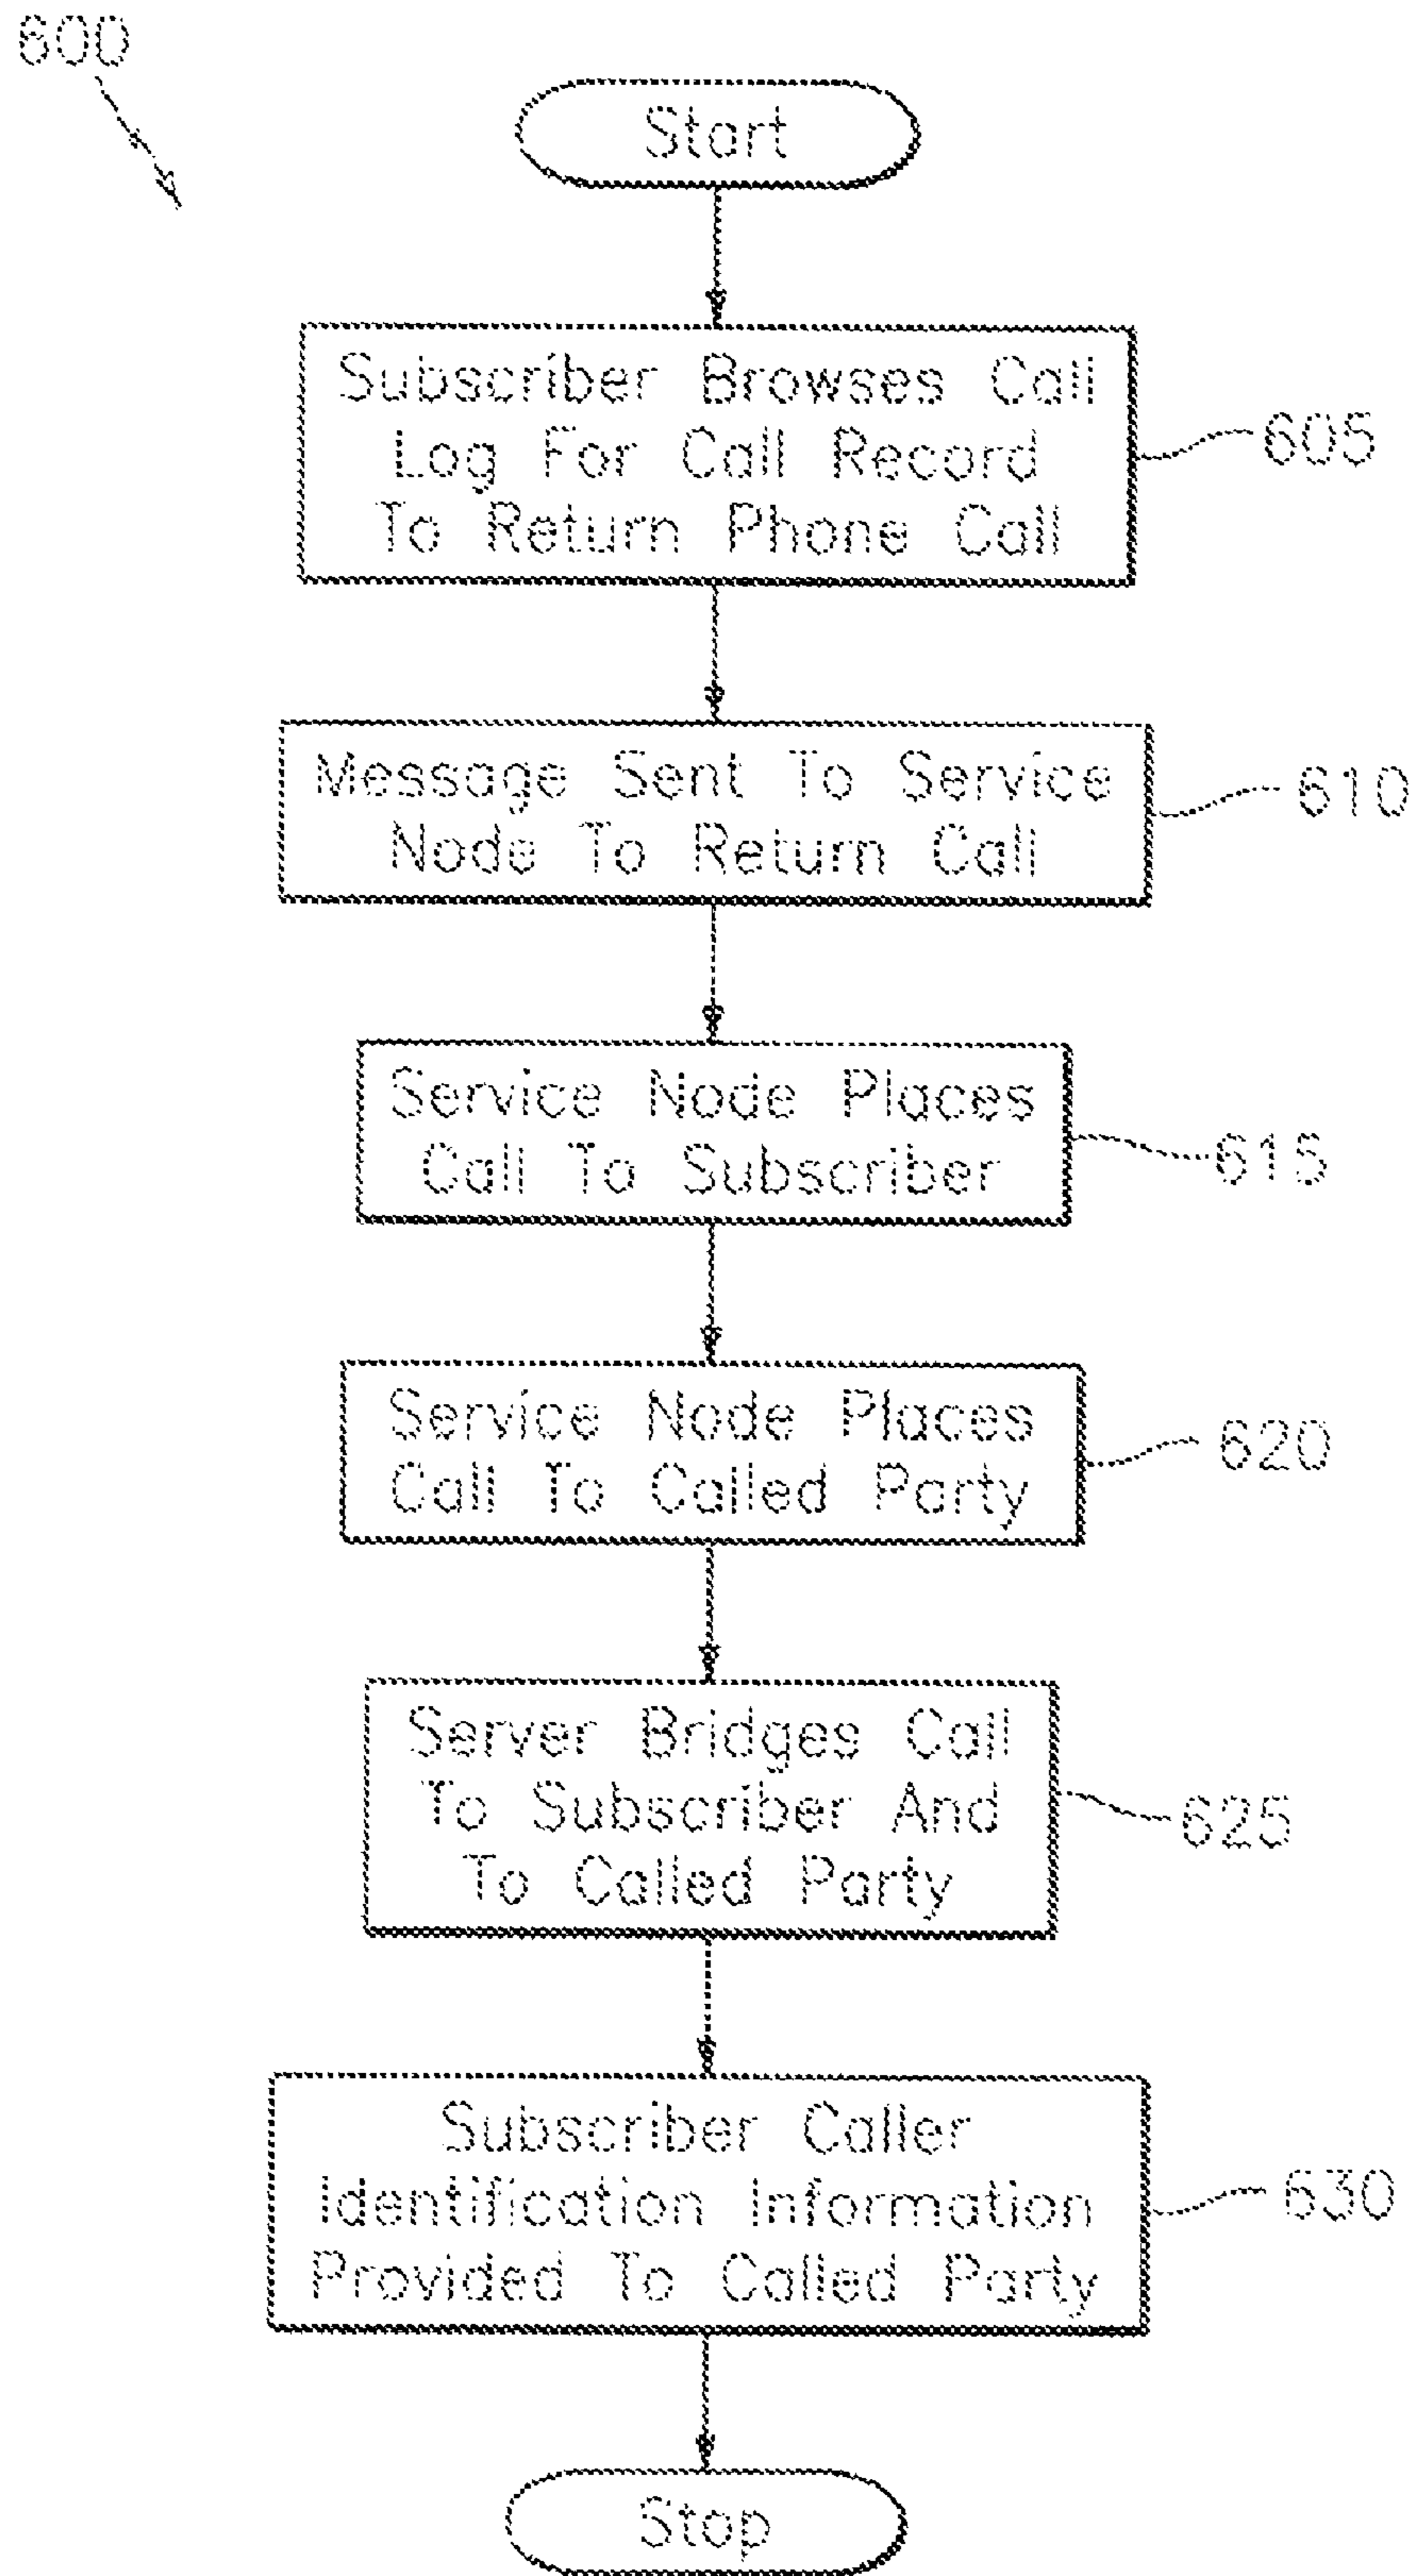 600
Start
Subscriber Browses Call
Log For Call Record
To Return Phone Call
605
Message Sent To Service
Node To Return Call
610
Service Node Places
Call To Subscriber
615
Service Node Places
Call To Called Party
620
Server Bridges Call
To Subscriber And
To Called Party
625
Subscriber Caller
Identification Information
Provided To Called Party
630
Stop